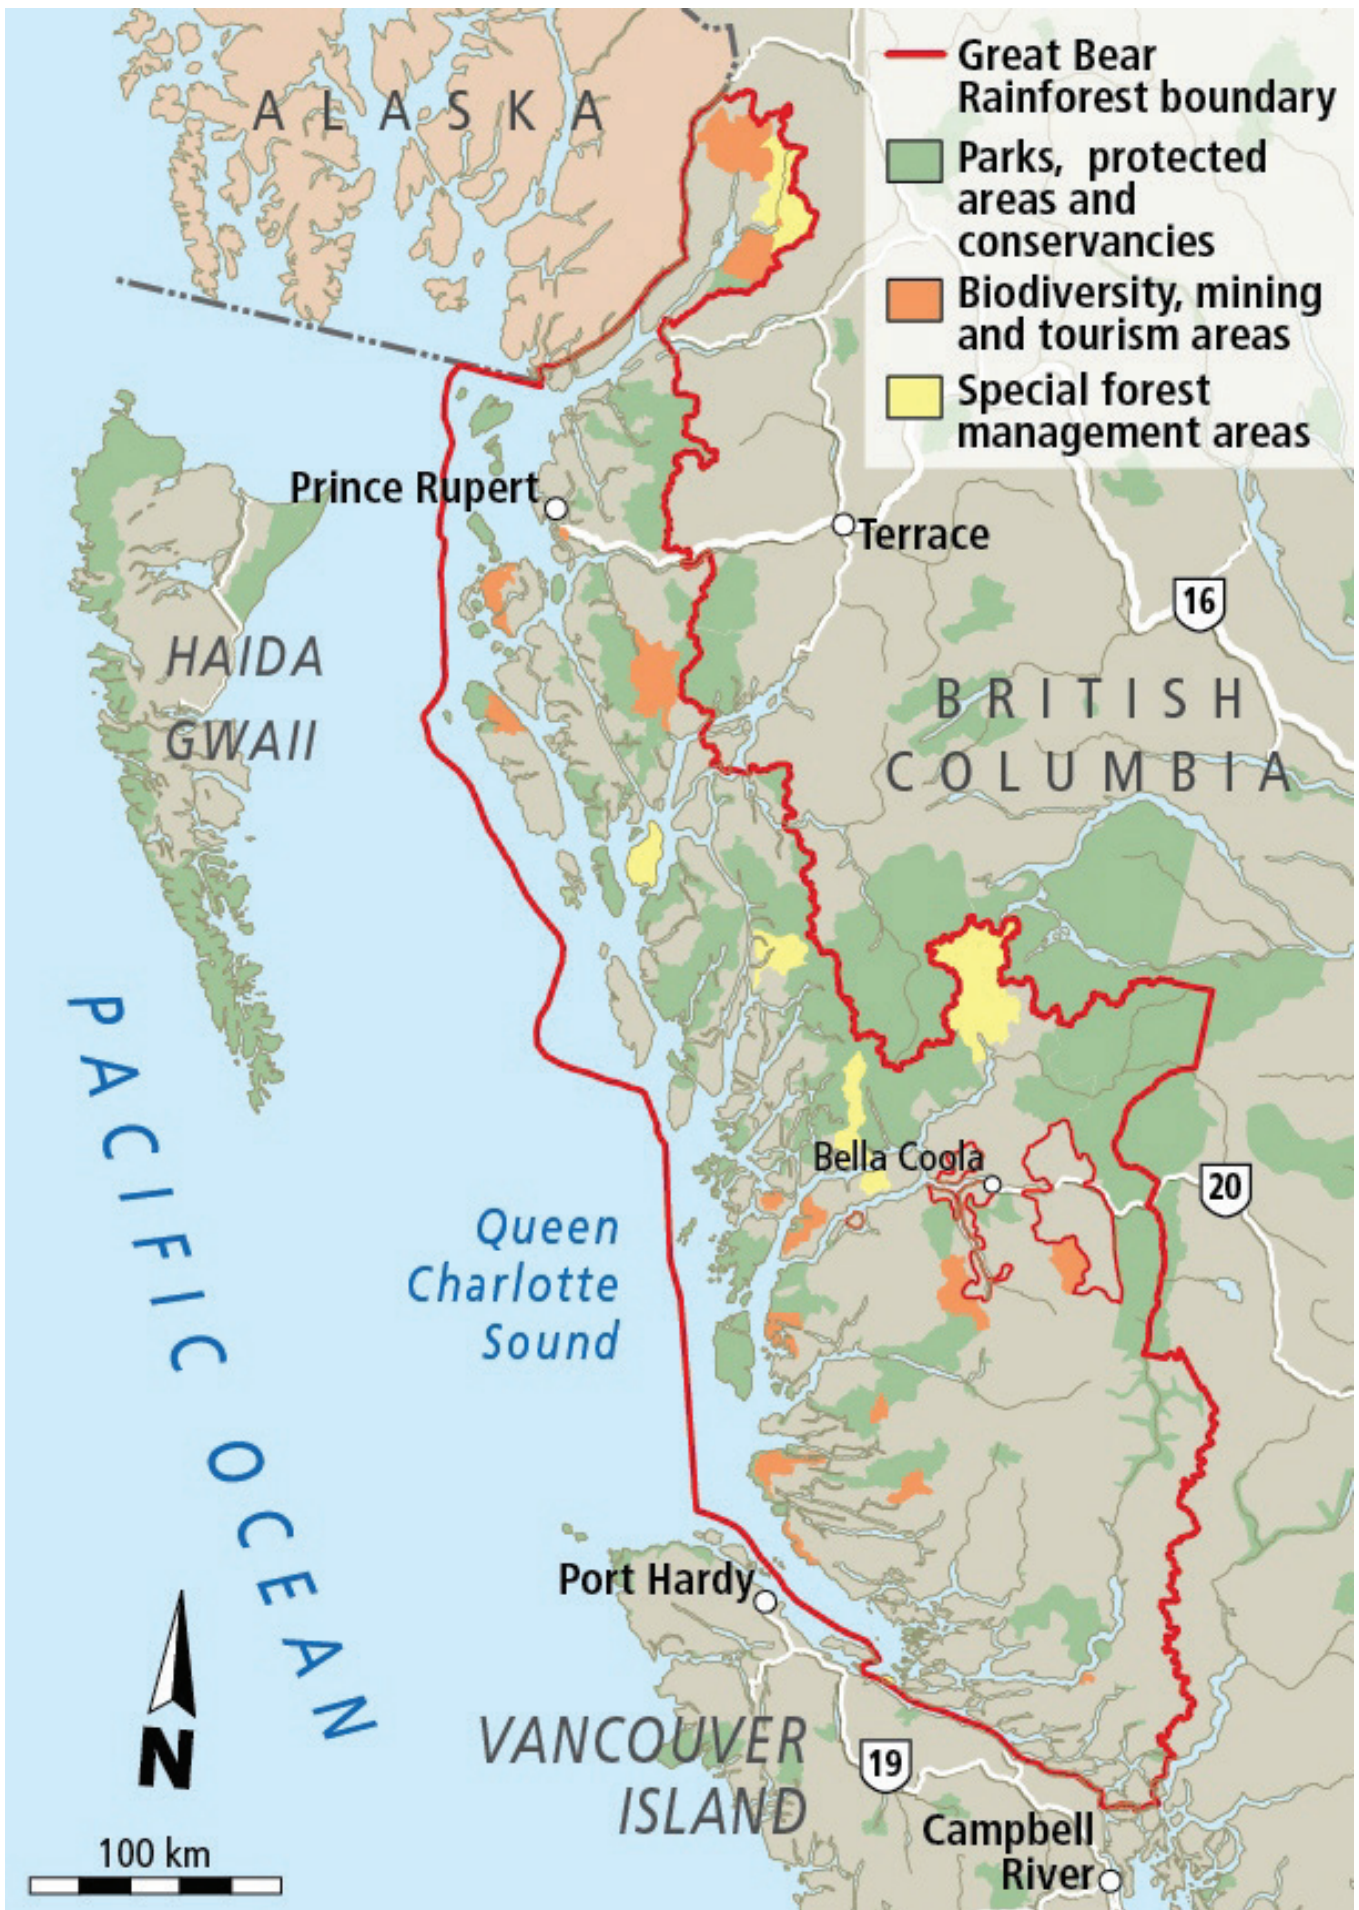 Great Bear
Rainforest boundary
Parks, protected
areas and
conservancies
Biodiversity, mining
and tourism areas
Special forest
management areas
ALASKA
Prince Rupert
Terrace
16
HAIDA
GWAII
BRITISH
COLUMBIA
PACIFIC OCEAN
Bella Coola
20
Queen
Charlotte
Sound
Port Hardy
VANCOUVER
ISLAND
19
Campbell
River
N
100 km